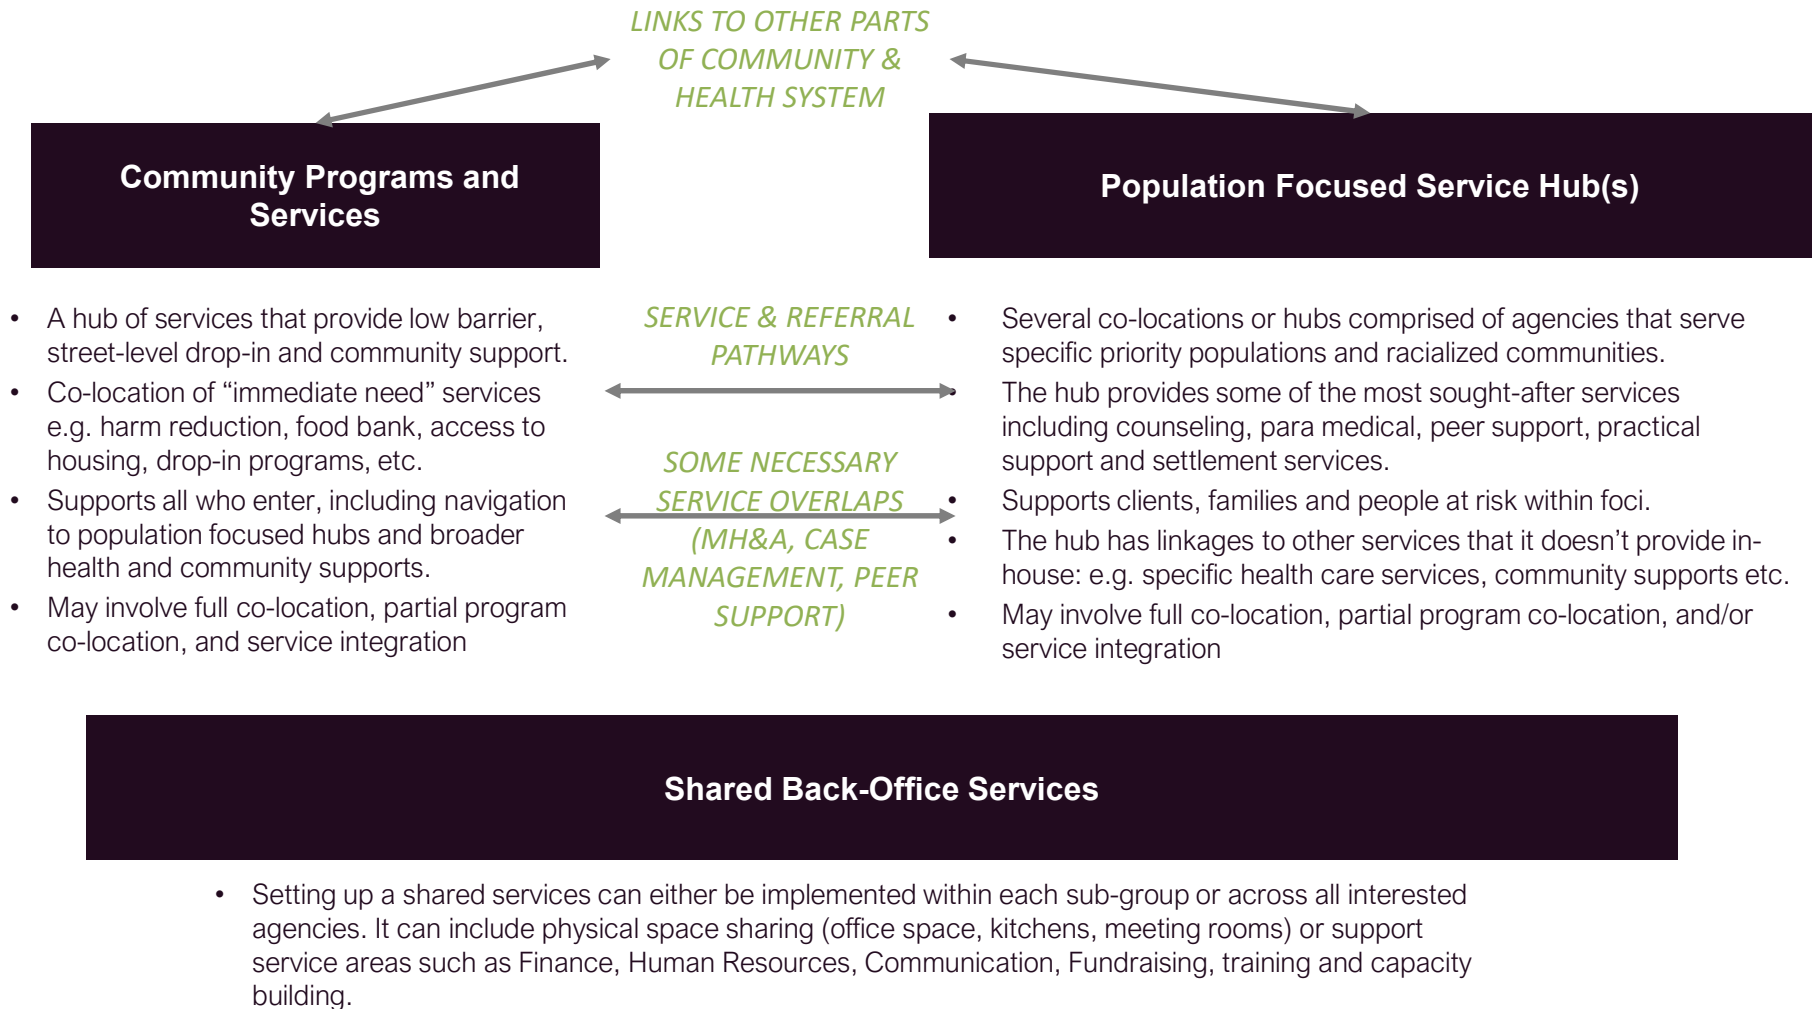 LINKS TO OTHER PARTS
OF COMMUNITY &
HEALTH SYSTEM
Community Programs and
Services
Population Focused Service Hub(s)
• A hub of services that provide low barrier,
street-level drop-in and community support.
• Co-location of “immediate need” services
e.g. harm reduction, food bank, access to
housing, drop-in programs, etc.
• Supports all who enter, including navigation
to population focused hubs and broader
health and community supports.
• May involve full co-location, partial program
co-location, and service integration
SERVICE & REFERRAL
PATHWAYS
SOME NECESSARY
SERVICE OVERLAPS
(MH&A, CASE
MANAGEMENT, PEER
SUPPORT)
• Several co-locations or hubs comprised of agencies that serve
specific priority populations and racialized communities.
• The hub provides some of the most sought-after services
including counseling, para medical, peer support, practical
support and settlement services.
• Supports clients, families and people at risk within foci.
• The hub has linkages to other services that it doesn’t provide in-
house: e.g. specific health care services, community supports etc.
• May involve full co-location, partial program co-location, and/or
service integration
Shared Back-Office Services
• Setting up a shared services can either be implemented within each sub-group or across all interested
agencies. It can include physical space sharing (office space, kitchens, meeting rooms) or support
service areas such as Finance, Human Resources, Communication, Fundraising, training and capacity
building.